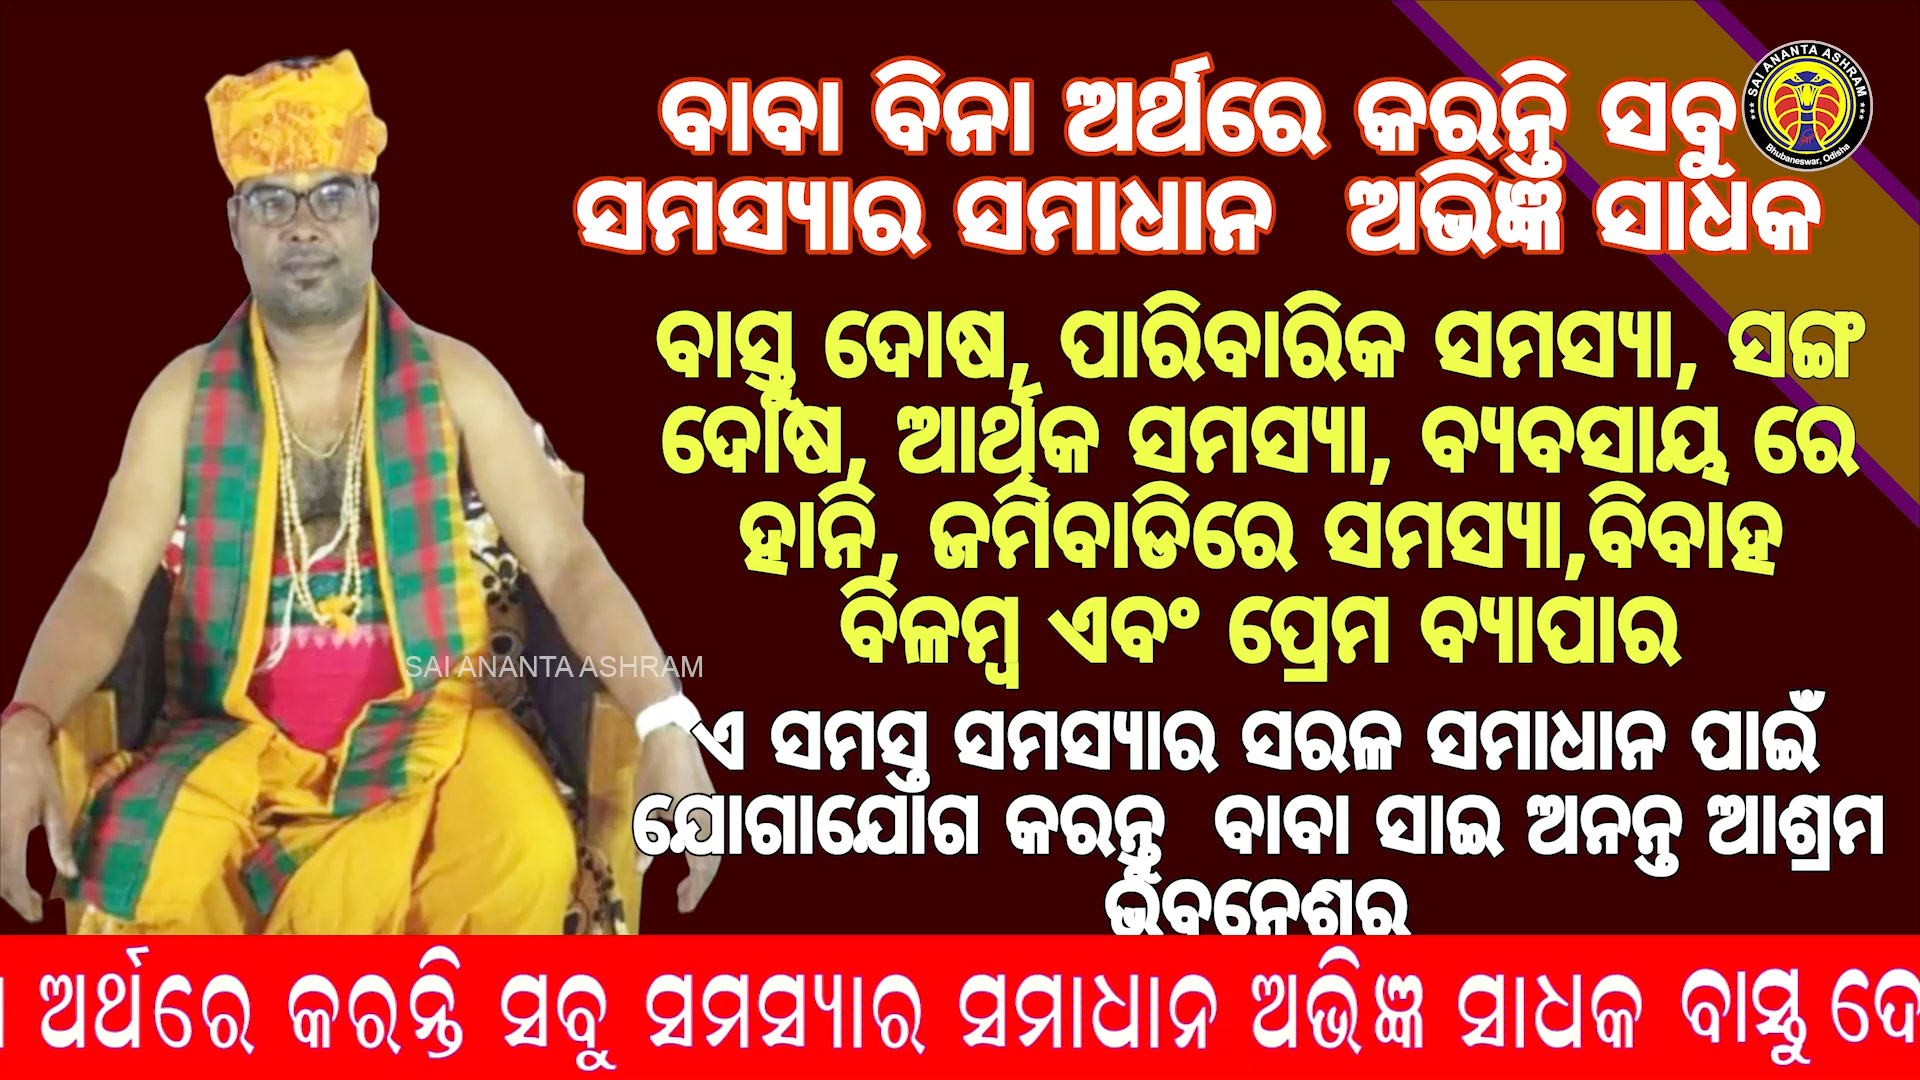 ବାବା ବିନା ଅର୍ଥରେ କରନ୍ତି ସବୁ
ସମସ୍ୟାର ସମାଧାନ ଅଭିଜ୍ଞ ସାଧକ
SAI ANANTA ASHRAM
Bhubaneswar, Odisha
ବାସ୍ତୁ ଦୋଷ, ପାରିବାରିକ ସମସ୍ୟା, ସଙ୍ଗ
ଦୋଷ, ଆର୍ଥିକ ସମସ୍ୟା, ବ୍ୟବସାୟ ରେ
ହାନି, ଜମିବାଡିରେ ସମସ୍ୟା,ବିବାହ
ବିଳମ୍ବ ଏବଂ ପ୍ରେମ ବ୍ୟାପାର
SAI ANANTA ASHRAM
ଏ ସମସ୍ତ ସମସ୍ୟାର ସରଳ ସମାଧାନ ପାଇଁ
ଯୋଗାଯୋଗ କରନ୍ତୁ ବାବା ସାଇ ଅନନ୍ତ ଆଶ୍ରମ
ଭୁବନେଶ୍ୱର
ଅର୍ଥରେ କରନ୍ତି ସବୁ ସମସ୍ୟାର ସମାଧାନ ଅଭିଜ୍ଞ ସାଧକ ବାସ୍ତୁ ଦୋ